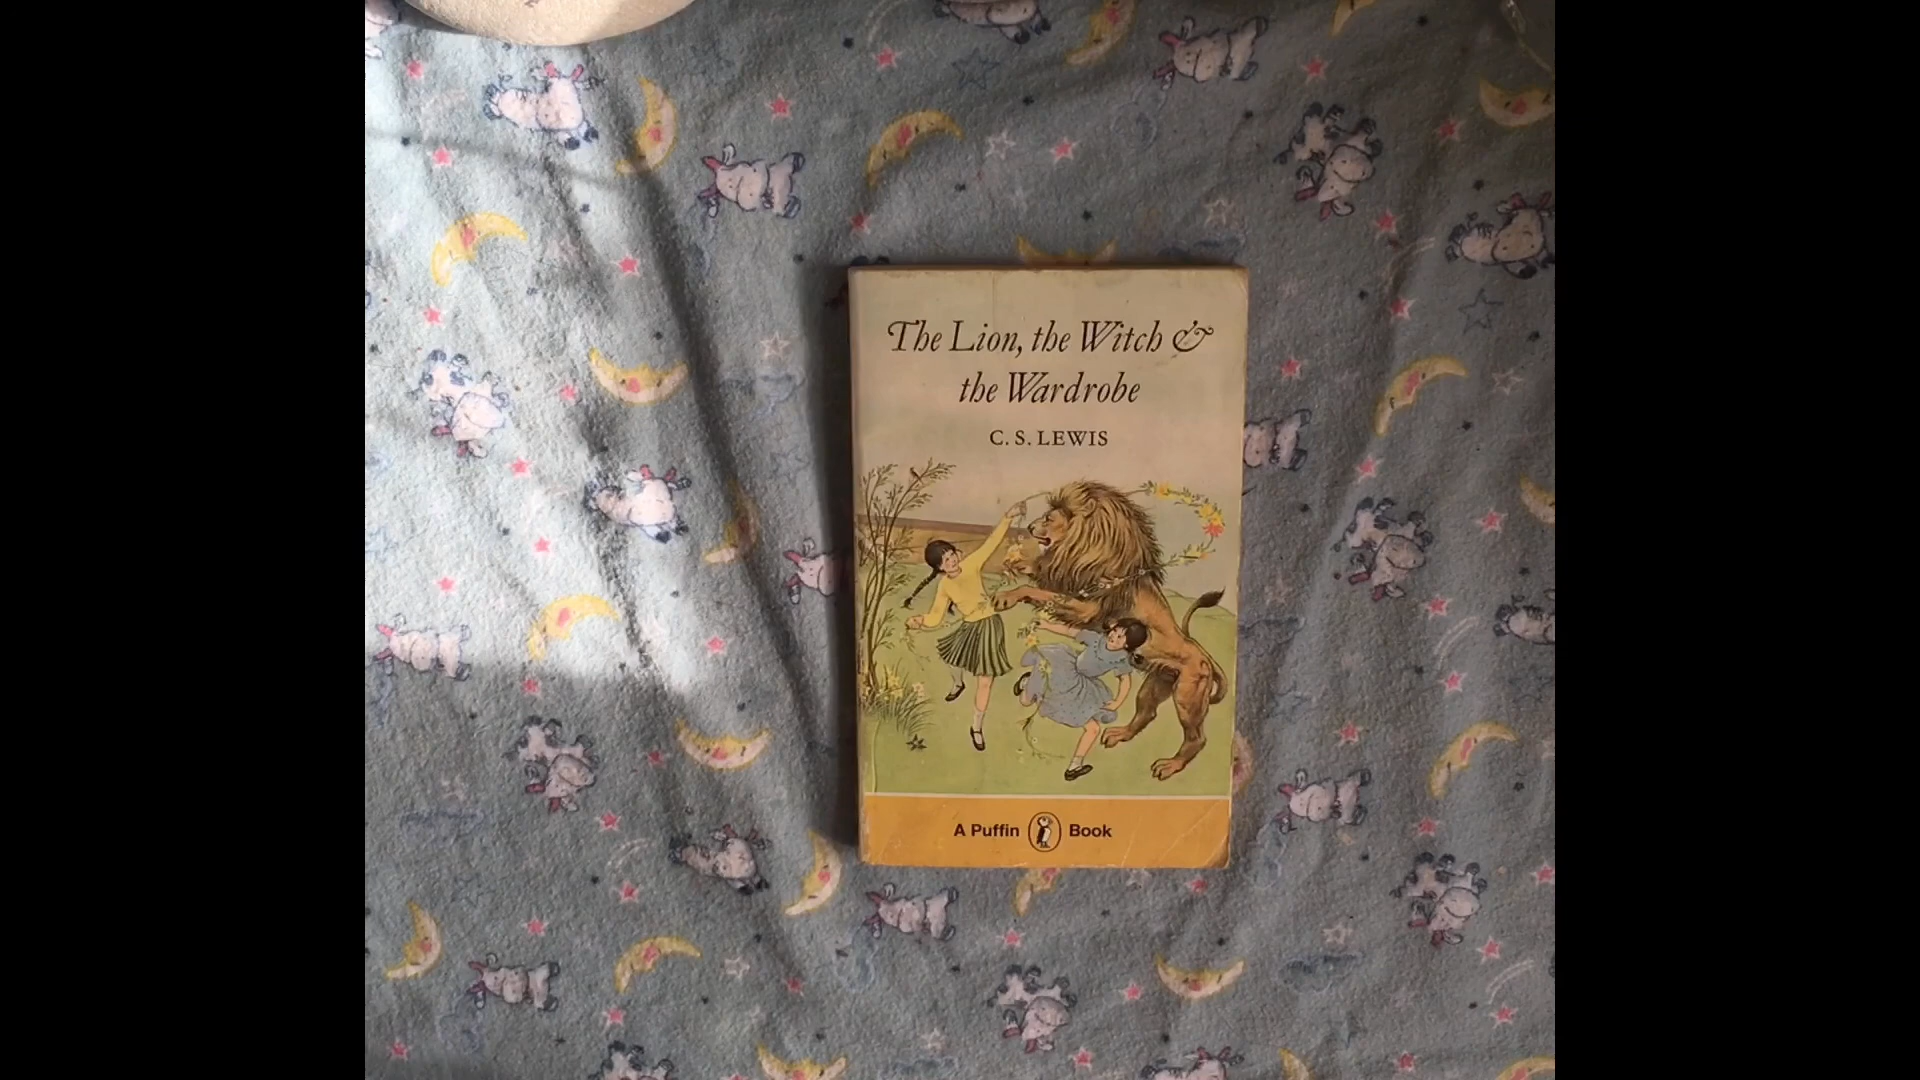 The Lion, the Witch &
the Wardrobe
C. S. LEWIS
A Puffin Book